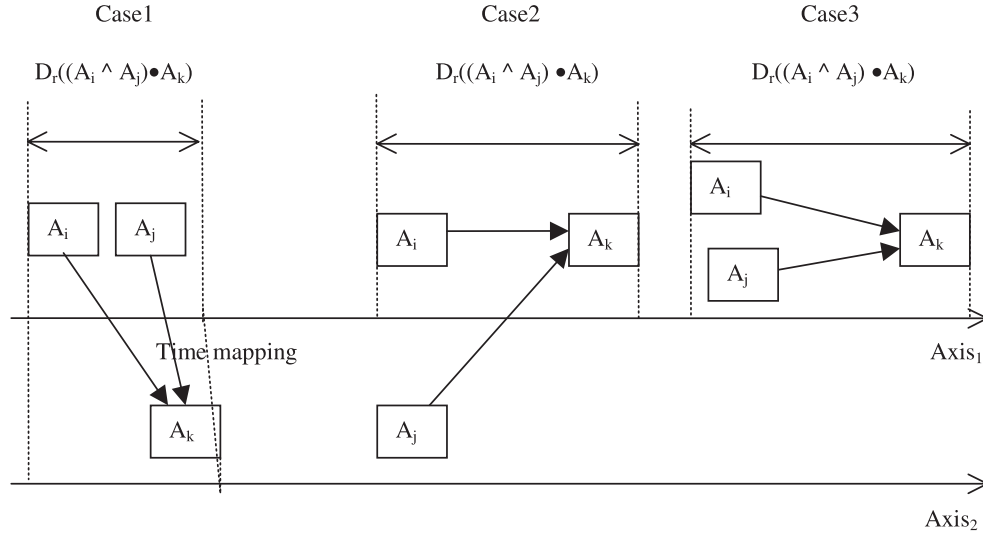 Case1 Case2 Case3
Dᵣ((Aᵢ ^ Aⱼ)●Aₖ) Dᵣ((Aᵢ ^ Aⱼ) ●Aₖ) Dᵣ((Aᵢ ^ Aⱼ) ●Aₖ)
Aᵢ
Aᵢ Aⱼ Aᵢ Aₖ Aₖ
Aⱼ
Time mapping Axis₁
Aₖ Aⱼ
Axis₂